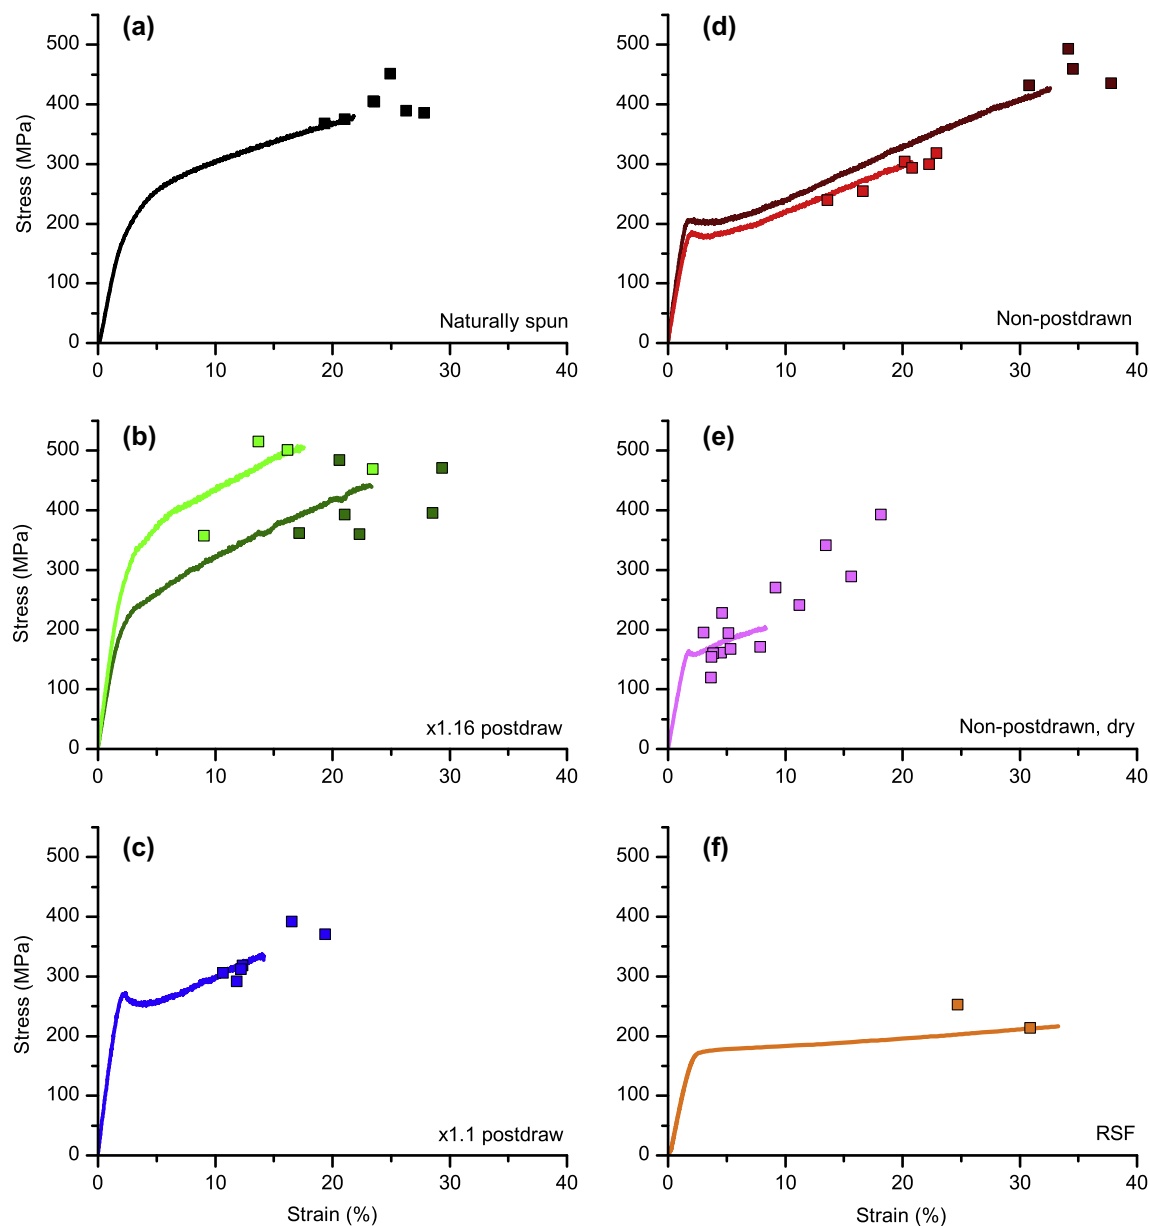 (a)
500
400
300
200
100
0
Stress (MPa)
Naturally spun
0 10 20 30 40
(d)
500
400
300
200
100
0
Non-postdrawn
0 10 20 30 40
(b)
500
400
300
200
100
0
Stress (MPa)
x1.16 postdraw
0 10 20 30 40
(e)
500
400
300
200
100
0
Non-postdrawn, dry
0 10 20 30 40
(c)
500
400
300
200
100
0
Stress (MPa)
x1.1 postdraw
0 10 20 30 40
Strain (%)
(f)
500
400
300
200
100
0
RSF
0 10 20 30 40
Strain (%)